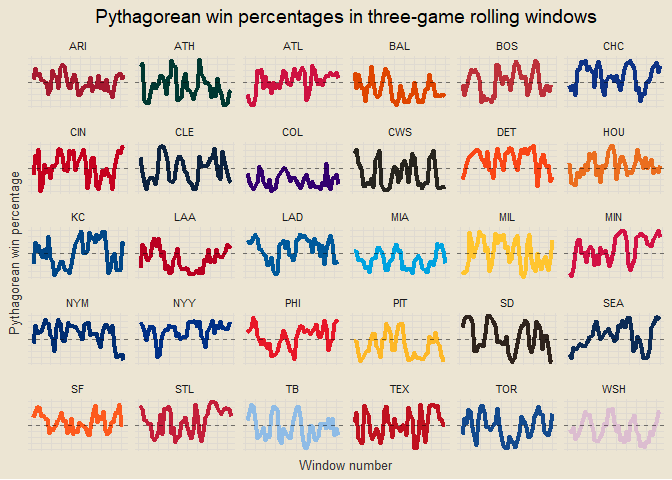 Pythagorean win percentages in three-game rolling windows
ARI ATH ATL BAL BOS CHC
CIN CLE COL CWS DET HOU
KC LAA LAD MIA MIL MIN
NYM NYY PHI PIT SD SEA
SF STL TB TEX TOR WSH
Pythagorean win percentage
Window number